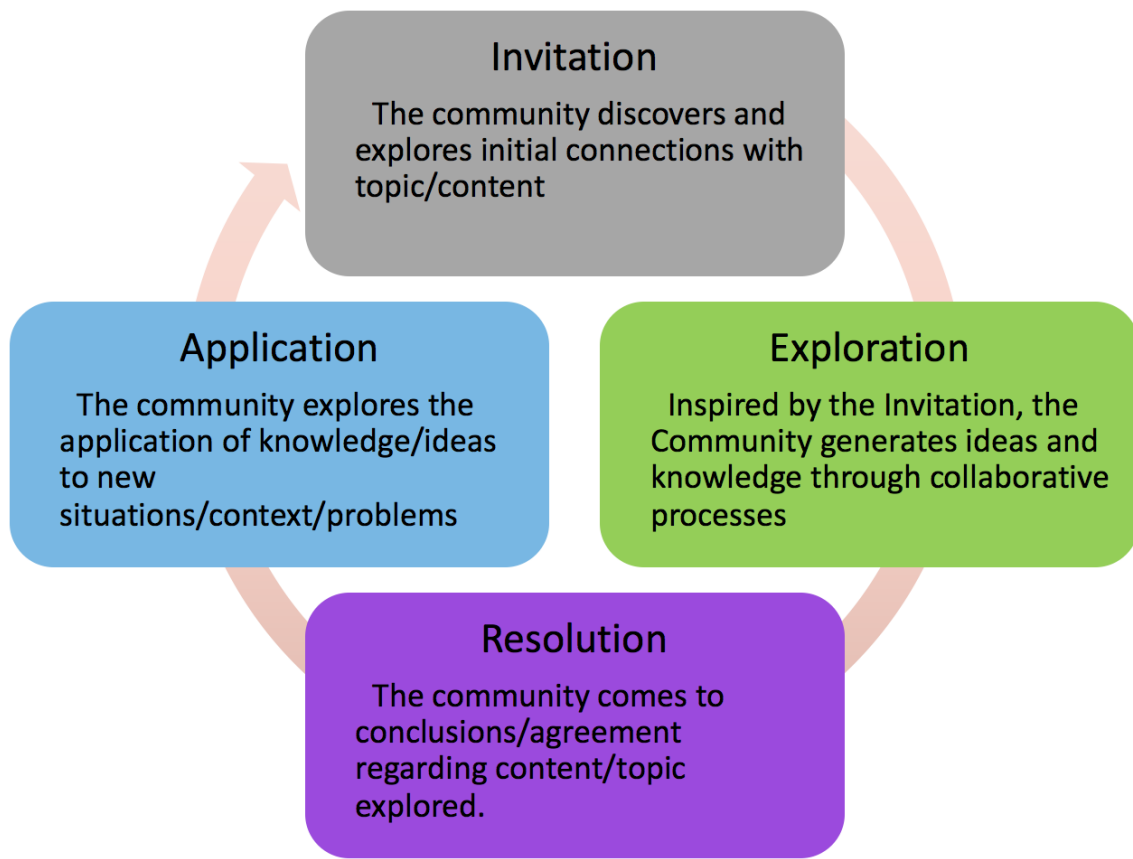 Invitation
The community discovers and
explores initial connections with
topic/content
Exploration
Inspired by the Invitation, the
Community generates ideas and
knowledge through collaborative
processes
Resolution
The community comes to
conclusions/agreement
regarding content/topic
explored.
Application
The community explores the
application of knowledge/ideas
to new
situations/context/problems